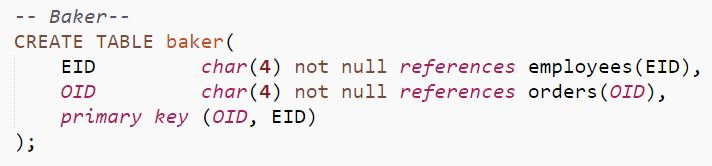 -- Baker--
CREATE TABLE baker(
EID char(4) not null references employees(EID),
OID char(4) not null references orders(OID),
primary key (OID, EID)
);